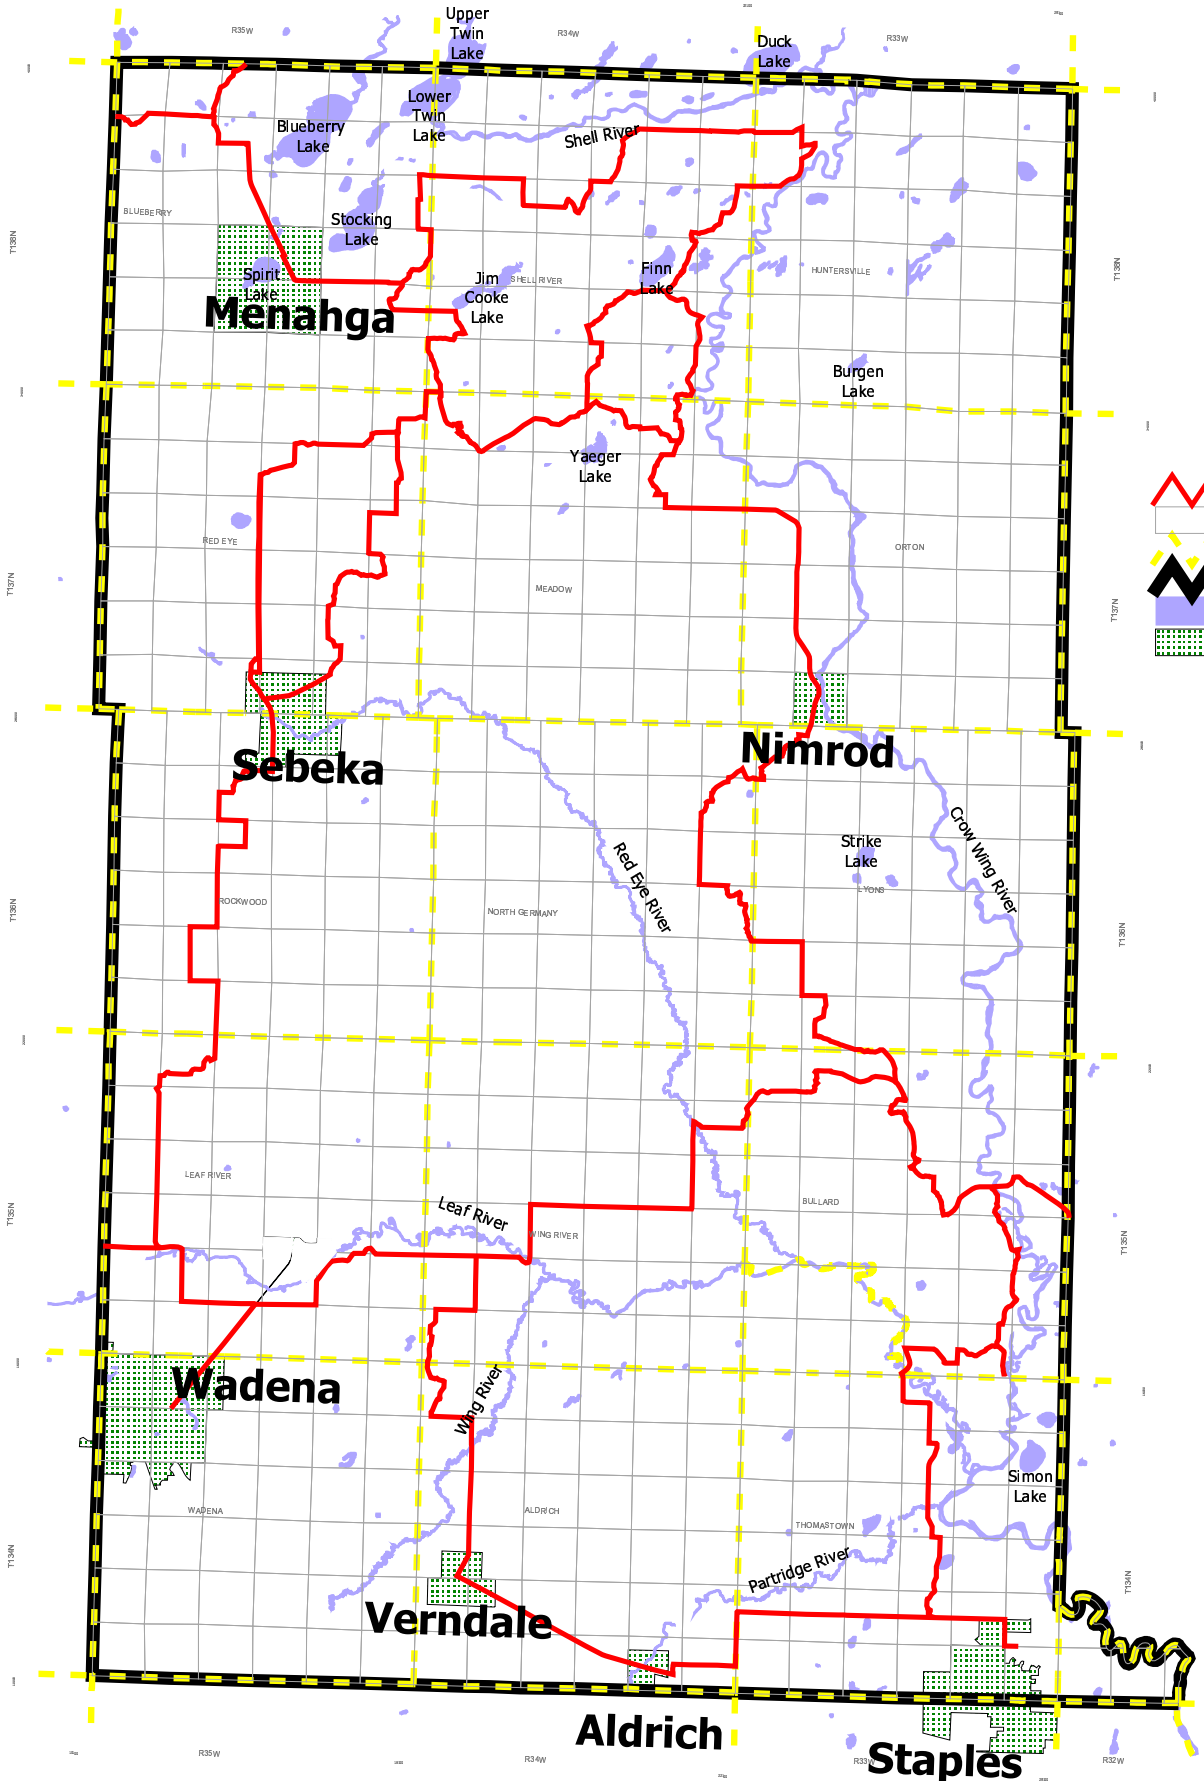 Upper
Twin
Lake
R35W
R34W
R33W
Duck
Lake
Lower
Twin
Lake
Blueberry
Lake
Shell River
BLUEBERRY
Stocking
Lake
T138N
Spirit
Lake
Menahga
Jim
Cooke
Lake
SHELL RIVER
Finn
Lake
HUNTERSVILLE
T138N
Burgen
Lake
Yaeger
Lake
RED EYE
ORTON
T137N
MEADOW
T137N
Sebeka
Nimrod
Strike
Lake
LYONS
Crow Wing River
Red Eye River
ROCKWOOD
NORTH GERMANY
T136N
T136N
LEAF RIVER
BULLARD
Leaf River
WING RIVER
T135N
T135N
Wadena
Wing River
Simon
Lake
WADENA
ALDRICH
THOMASTOWN
T134N
Partridge River
T134N
Verndale
Aldrich
Staples
R35W
R34W
R33W
R32W